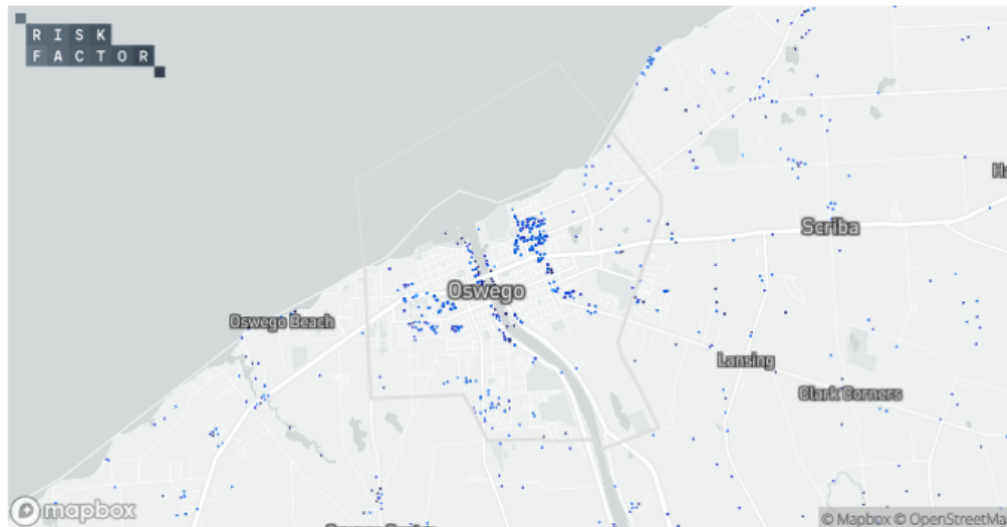 RISK
FACTOR
Scriba
Oswego
Oswego Beach
Lansing
Clark Corners
mapbox
© Mapbox © OpenStreetMa